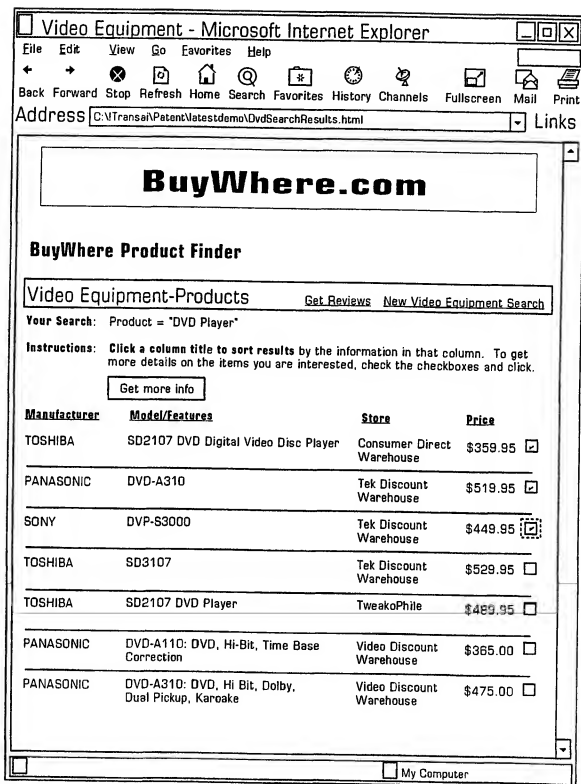 Video Equipment - Microsoft Internet Explorer
File Edit View Go Favorites Help
Back Forward Stop Refresh Home Search Favorites History Channels Fullscreen Mail Print
Address C:\!Transai\Patent\latestdemo\DvdSearchResults.html Links
BuyWhere.com
BuyWhere Product Finder
Video Equipment-Products Get Reviews New Video Equipment Search
Your Search: Product = "DVD Player"
Instructions: Click a column title to sort results by the information in that column. To get
more details on the items you are interested, check the checkboxes and click.
Get more info
Manufacturer Model/Features Store Price
TOSHIBA SD2107 DVD Digital Video Disc Player Consumer Direct Warehouse $359.95
PANASONIC DVD-A310 Tek Discount Warehouse $519.95
SONY DVP-S3000 Tek Discount Warehouse $449.95
TOSHIBA SD3107 Tek Discount Warehouse $529.95
TOSHIBA SD2107 DVD Player TweakoPhile $489.95
PANASONIC DVD-A110: DVD, Hi-Bit, Time Base Correction Video Discount Warehouse $365.00
PANASONIC DVD-A310: DVD, Hi Bit, Dolby, Dual Pickup, Karoake Video Discount Warehouse $475.00
My Computer